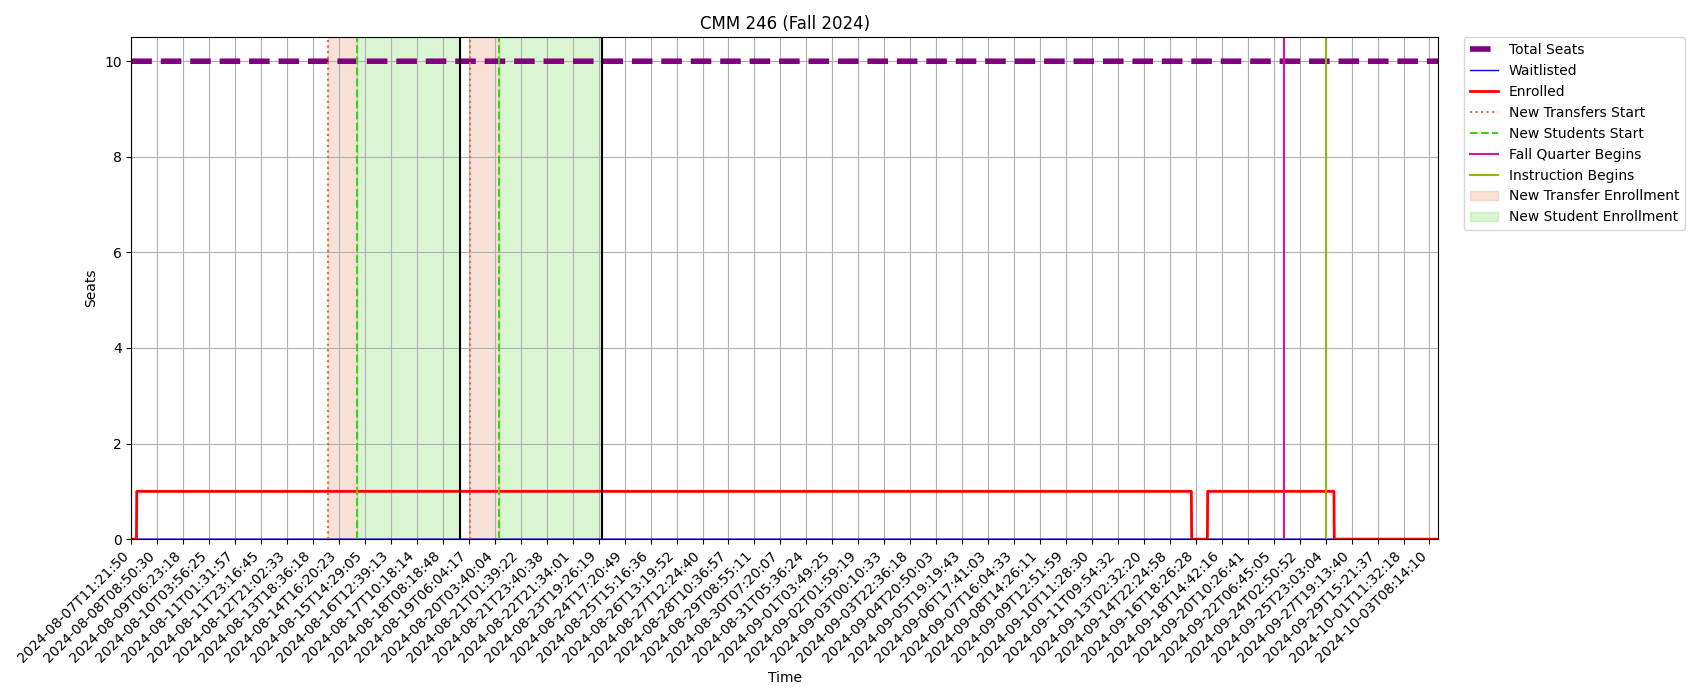 CMM 246 (Fall 2024)
10
8
6
4
2
0
Seats
2024-08-07T11:21:50
2024-08-08T08:50:30
2024-08-09T06:23:18
2024-08-10T03:56:25
2024-08-11T01:31:57
2024-08-11T23:16:45
2024-08-12T21:02:33
2024-08-13T18:36:18
2024-08-14T16:20:23
2024-08-15T14:29:05
2024-08-16T12:39:13
2024-08-17T10:18:14
2024-08-18T08:18:48
2024-08-19T06:04:17
2024-08-20T03:40:04
2024-08-21T01:39:22
2024-08-21T23:40:38
2024-08-22T21:34:01
2024-08-23T19:26:19
2024-08-24T17:20:49
2024-08-25T15:16:36
2024-08-26T13:19:52
2024-08-27T12:24:40
2024-08-28T10:36:57
2024-08-29T08:55:11
2024-08-30T07:20:07
2024-08-31T05:36:24
2024-09-01T03:49:25
2024-09-02T01:59:19
2024-09-03T00:10:33
2024-09-03T22:36:18
2024-09-04T20:50:03
2024-09-05T19:19:43
2024-09-06T17:41:03
2024-09-07T16:04:33
2024-09-08T14:26:11
2024-09-09T12:51:59
2024-09-10T11:28:30
2024-09-11T09:54:32
2024-09-13T02:32:20
2024-09-14T22:24:58
2024-09-16T18:26:28
2024-09-18T14:42:16
2024-09-20T10:26:41
2024-09-22T06:45:05
2024-09-24T02:50:52
2024-09-25T23:03:04
2024-09-27T19:13:40
2024-09-29T15:21:37
2024-10-01T11:32:18
2024-10-03T08:14:10
Time
Total Seats
Waitlisted
Enrolled
New Transfers Start
New Students Start
Fall Quarter Begins
Instruction Begins
New Transfer Enrollment
New Student Enrollment